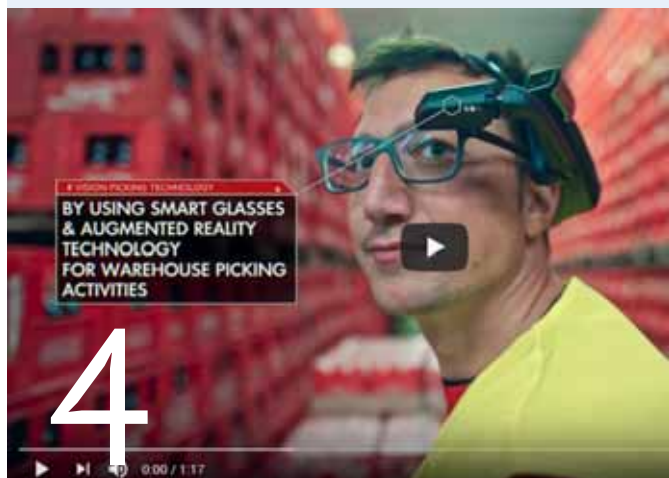 # VISION PICKING TECHNOLOGY
BY USING SMART GLASSES
& AUGMENTED REALITY
TECHNOLOGY
FOR WAREHOUSE PICKING
ACTIVITIES
4
0:00 / 1:17